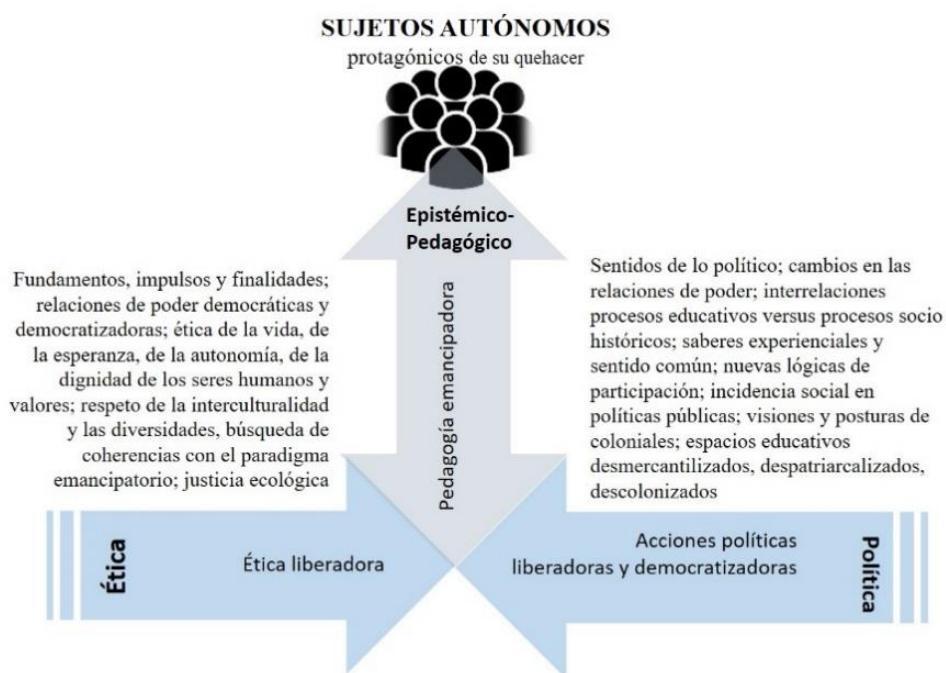 SUJETOS AUTÓNOMOS
protagónicos de su quehacer
Epistémico-
Pedagógico
Pedagogía emancipadora
Fundamentos, impulsos y finalidades;
relaciones de poder democráticas y
democratizadoras; ética de la vida, de
la esperanza, de la autonomía, de la
dignidad de los seres humanos y
valores; respeto de la interculturalidad
y las diversidades, búsqueda de
coherencias con el paradigma
emancipatorio; justicia ecológica
Sentidos de lo político; cambios en las
relaciones de poder; interrelaciones
procesos educativos versus procesos socio
históricos; saberes experienciales y
sentido común; nuevas lógicas de
participación; incidencia social en
políticas públicas; visiones y posturas de
coloniales; espacios educativos
desmercantilizados, despatriarcalizados,
descolonizados
Ética
Ética liberadora
Acciones políticas
liberadoras y democratizadoras
Política